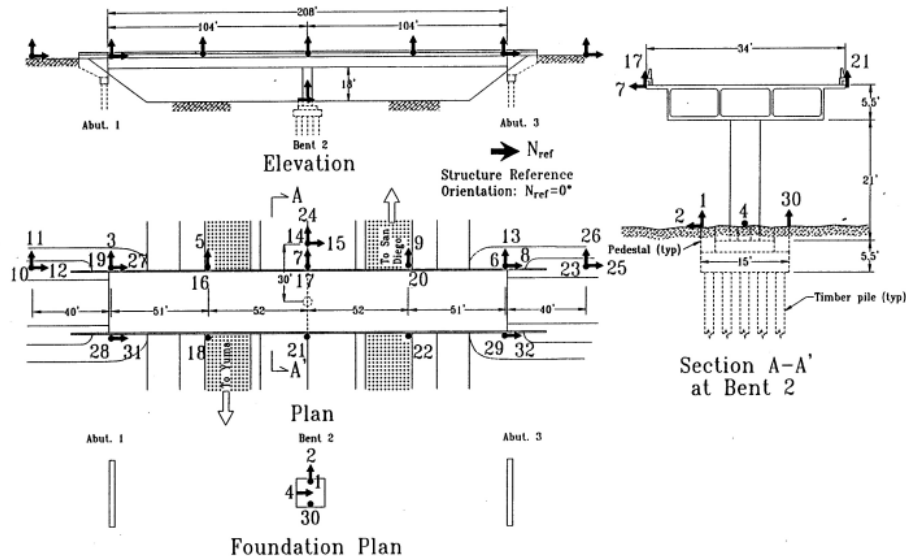 208'
104'
104'
18'
Abut. 1
Bent 2
Abut. 3
Elevation
N ref
Structure Reference
Orientation: N ref =0°
34'
17
21
7
5.5'
21'
1
30
2
4
Pedestal (typ)
15'
5.5'
Timber pile (typ)
Section A-A'
at Bent 2
A
24
11
3
5
14
15
To San
Diego
9
13
26
10
12
19
27
7
6
8
23
25
16
30'
17
20
40'
51'
52
52
51'
40'
28
31
18
To Yuma
21
A'
22
29
32
Plan
Abut. 1
Bent 2
Abut. 3
2
1
4
30
Foundation Plan